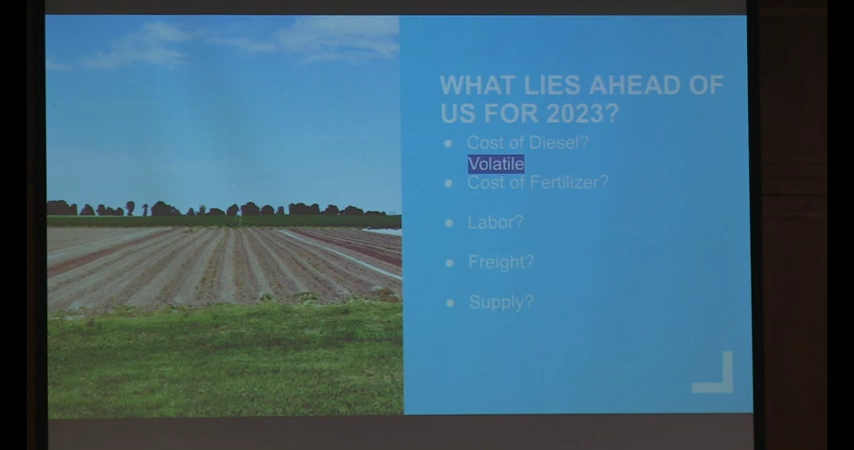 WHAT LIES AHEAD OF
US FOR 2023?
● Cost of Diesel?
Volatile
● Cost of Fertilizer?
● Labor?
● Freight?
● Supply?